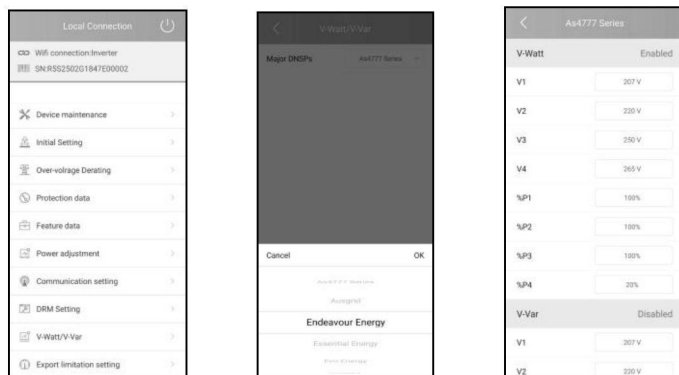 Local Connection
Wifi connection:Inverter
SN:R5S2502G1847E00002
Device maintenance
Initial Setting
Over-volrage Derating
Protection data
Feature data
Power adjustment
Communication setting
DRM Setting
V-Watt/V-Var
Export limitation setting
V-Watt/V-Var
Major DNSPs
As4777 Series
Cancel
OK
As4777 Series
Ausgrid
Endeavour Energy
Essential Energy
As4777 Series
V-Watt Enabled
V1 207 V
V2 220 V
V3 250 V
V4 265 V
%P1 100%
%P2 100%
%P3 100%
%P4 20%
V-Var Disabled
V1 207 V
V2 220 V